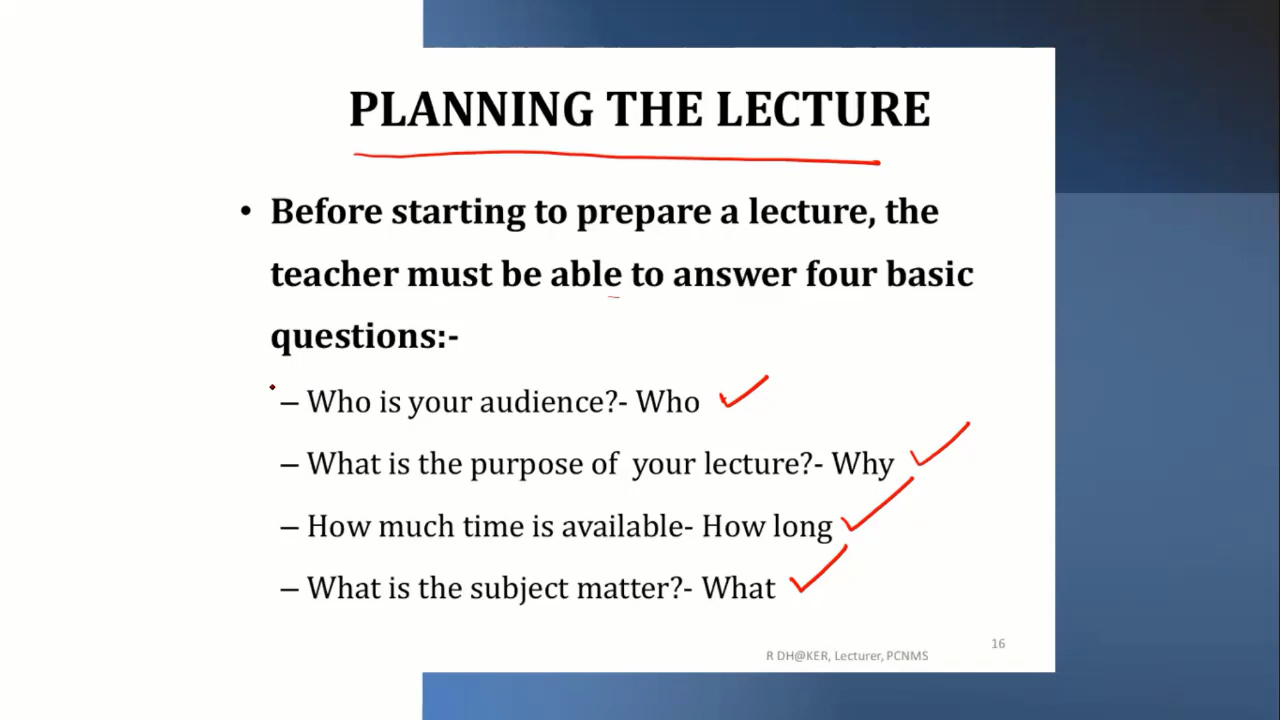 PLANNING THE LECTURE
• Before starting to prepare a lecture, the
teacher must be able to answer four basic
questions:-
– Who is your audience?- Who
– What is the purpose of your lecture?- Why
– How much time is available- How long
– What is the subject matter?- What
16
R DH@KER, Lecturer, PCNMS